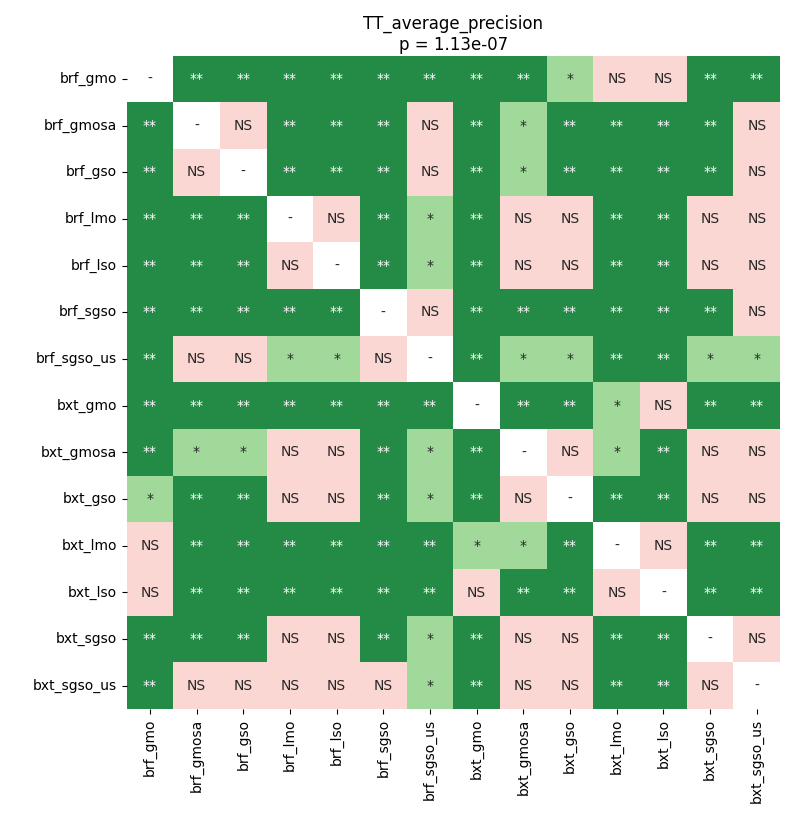 TT_average_precision
p = 1.13e-07
brf_gmo - ** ** ** ** ** ** ** ** * NS NS ** **
brf_gmosa ** - NS ** ** ** NS ** * ** ** ** ** NS
brf_gso ** NS - ** ** ** NS ** * ** ** ** ** NS
brf_lmo ** ** ** - NS ** * ** NS NS ** ** NS NS
brf_lso ** ** ** NS - ** * ** NS NS ** ** NS NS
brf_sgso ** ** ** ** ** - NS ** ** ** ** ** ** NS
brf_sgso_us ** NS NS * * NS - ** * * ** ** * *
bxt_gmo ** ** ** ** ** ** ** - ** ** * NS ** **
bxt_gmosa ** * * NS NS ** * ** - NS * ** NS NS
bxt_gso * ** ** NS NS ** * ** NS - ** ** NS NS
bxt_lmo NS ** ** ** ** ** ** * * ** - NS ** **
bxt_lso NS ** ** ** ** ** ** NS ** ** NS - ** **
bxt_sgso ** ** ** NS NS ** * ** NS NS ** ** - NS
bxt_sgso_us ** NS NS NS NS NS * ** NS NS ** ** NS -
brf_gmo
brf_gmosa
brf_gso
brf_lmo
brf_lso
brf_sgso
brf_sgso_us
bxt_gmo
bxt_gmosa
bxt_gso
bxt_lmo
bxt_lso
bxt_sgso
bxt_sgso_us